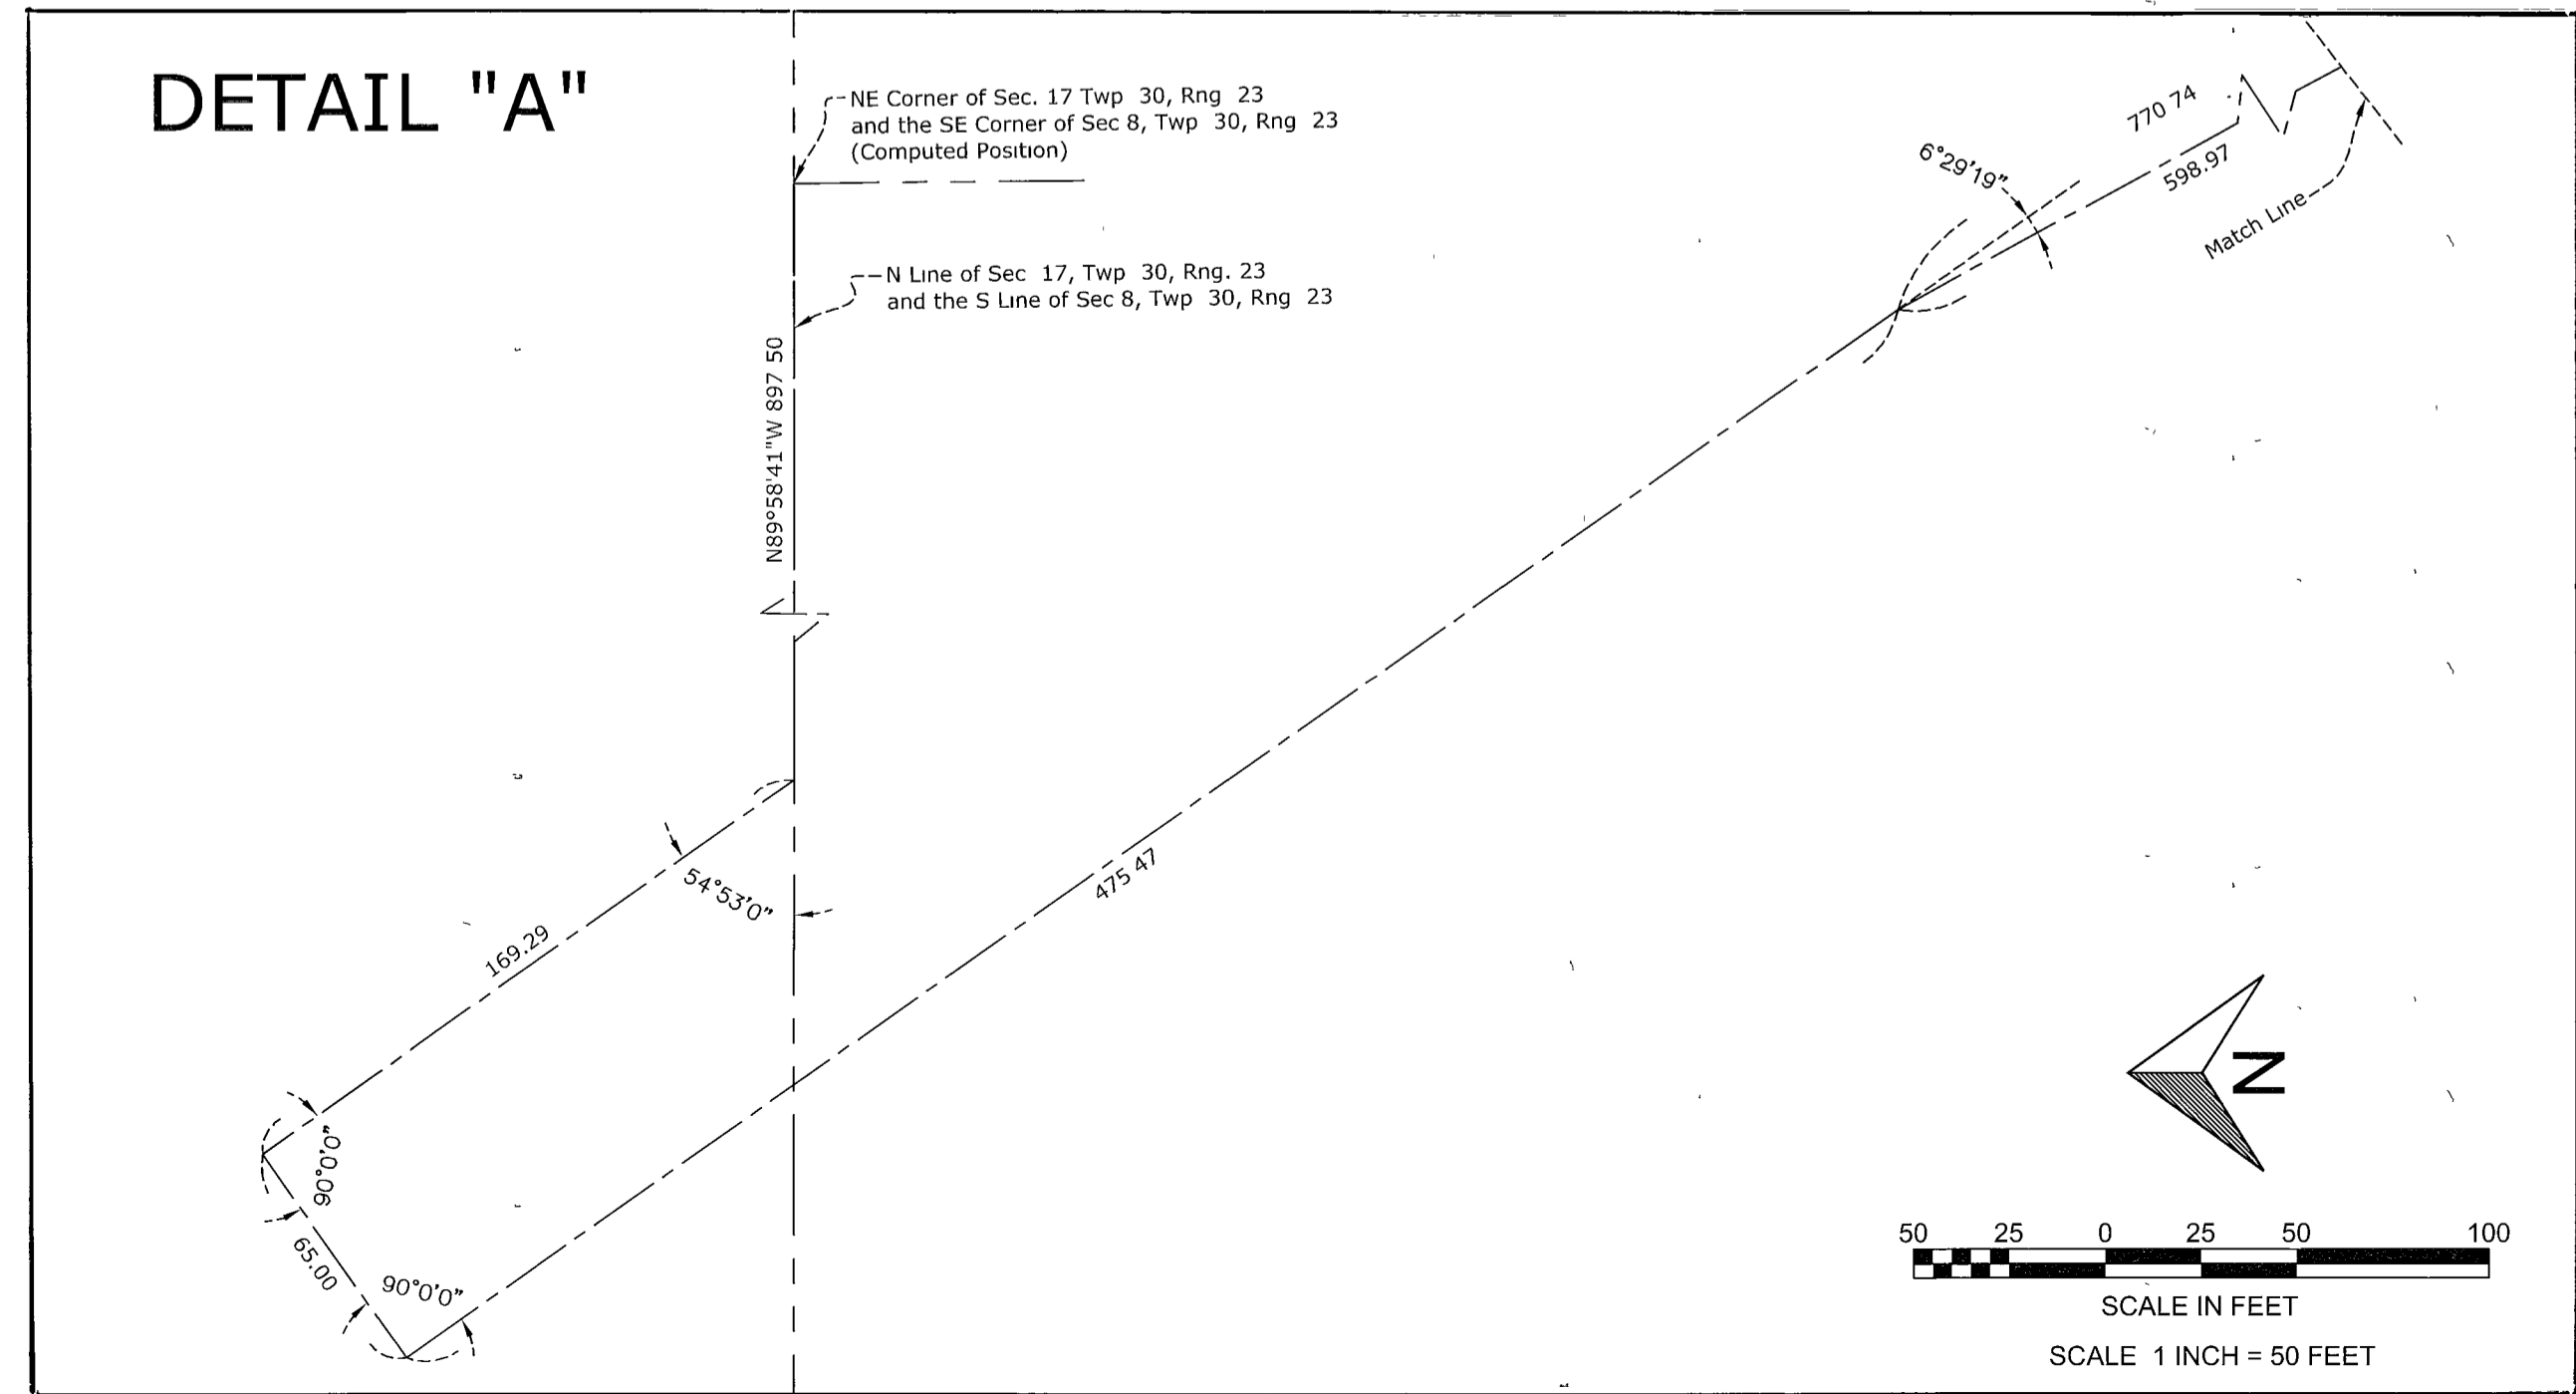 DETAIL "A"
NE Corner of Sec. 17 Twp 30, Rng 23
and the SE Corner of Sec 8, Twp 30, Rng 23
(Computed Position)
N Line of Sec 17, Twp 30, Rng. 23
and the S Line of Sec 8, Twp 30, Rng 23
N89°58'41"W 897 50
770 74
598.97
6°29'19"
Match Line
475 47
54°53'0"
169.29
90°0'0"
65.00
90°0'0"
N
50 25 0 25 50 100
SCALE IN FEET
SCALE 1 INCH = 50 FEET